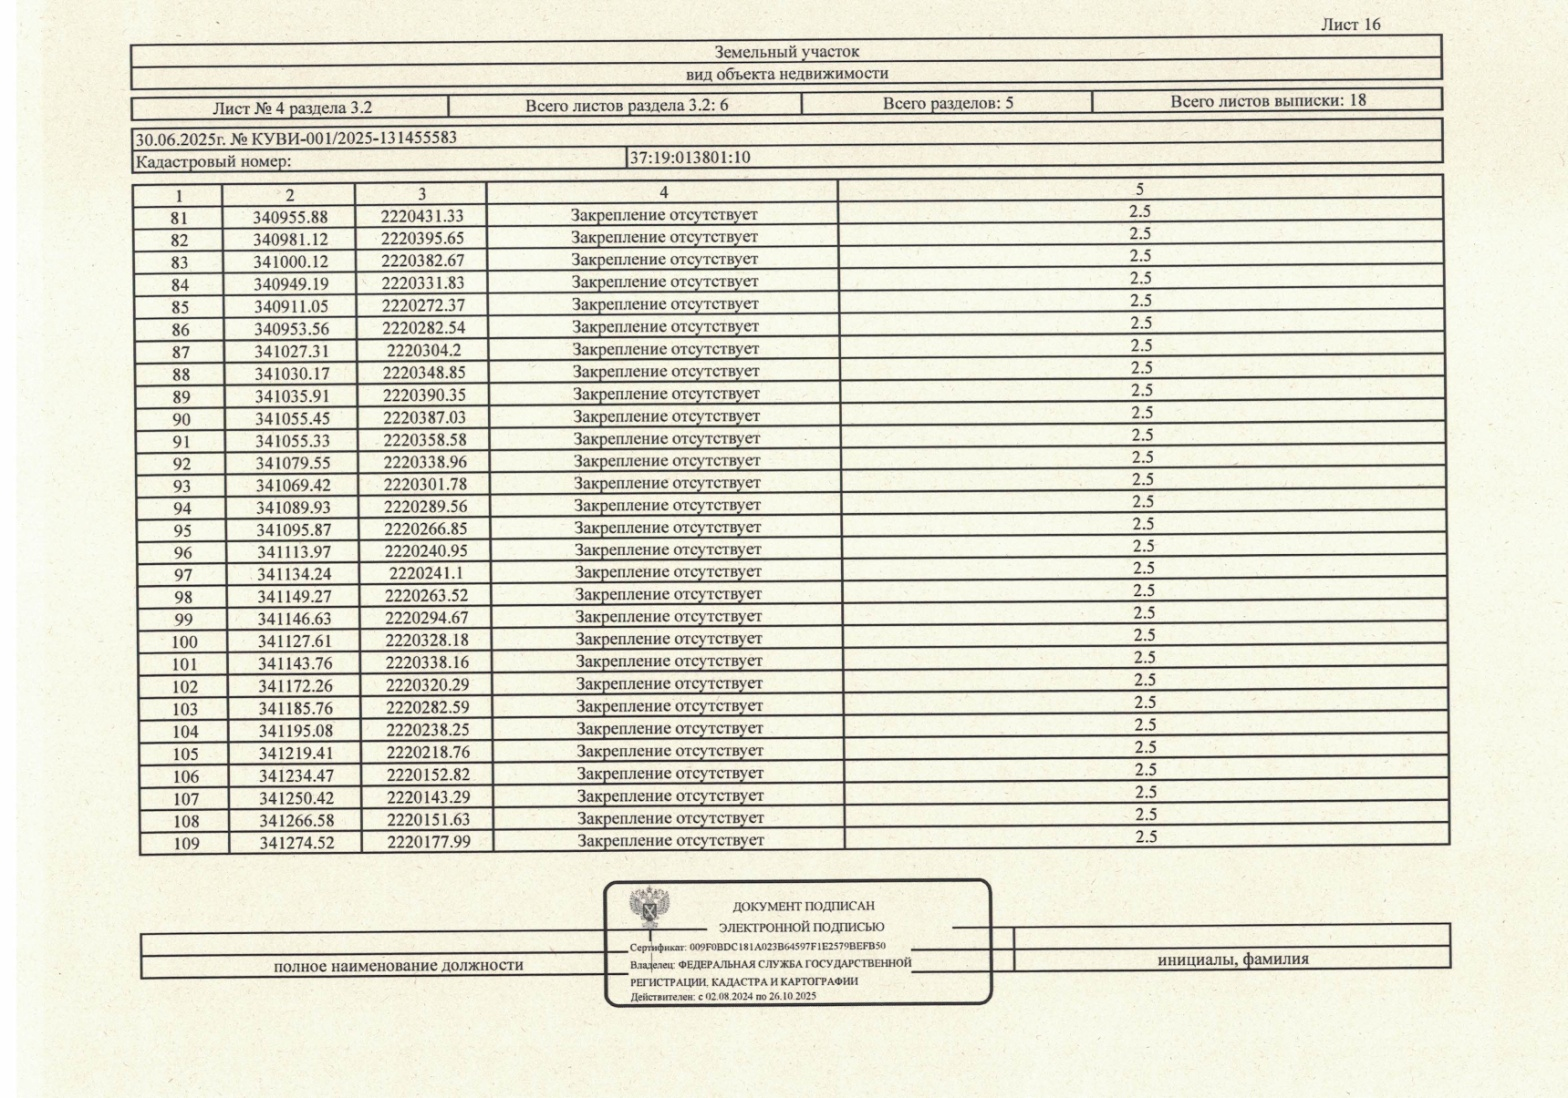 Лист 16
Земельный участок
вид объекта недвижимости
Лист № 4 раздела 3.2 Всего листов раздела 3.2: 6 Всего разделов: 5 Всего листов выписки: 18
30.06.2025г. № КУВИ-001/2025-131455583
Кадастровый номер: 37:19:013801:10
1 2 3 4 5
81 340955.88 2220431.33 Закрепление отсутствует 2.5
82 340981.12 2220395.65 Закрепление отсутствует 2.5
83 341000.12 2220382.67 Закрепление отсутствует 2.5
84 340949.19 2220331.83 Закрепление отсутствует 2.5
85 340911.05 2220272.37 Закрепление отсутствует 2.5
86 340953.56 2220282.54 Закрепление отсутствует 2.5
87 341027.31 2220304.2 Закрепление отсутствует 2.5
88 341030.17 2220348.85 Закрепление отсутствует 2.5
89 341035.91 2220390.35 Закрепление отсутствует 2.5
90 341055.45 2220387.03 Закрепление отсутствует 2.5
91 341055.33 2220358.58 Закрепление отсутствует 2.5
92 341079.55 2220338.96 Закрепление отсутствует 2.5
93 341069.42 2220301.78 Закрепление отсутствует 2.5
94 341089.93 2220289.56 Закрепление отсутствует 2.5
95 341095.87 2220266.85 Закрепление отсутствует 2.5
96 341113.97 2220240.95 Закрепление отсутствует 2.5
97 341134.24 2220241.1 Закрепление отсутствует 2.5
98 341149.27 2220263.52 Закрепление отсутствует 2.5
99 341146.63 2220294.67 Закрепление отсутствует 2.5
100 341127.61 2220328.18 Закрепление отсутствует 2.5
101 341143.76 2220338.16 Закрепление отсутствует 2.5
102 341172.26 2220320.29 Закрепление отсутствует 2.5
103 341185.76 2220282.59 Закрепление отсутствует 2.5
104 341195.08 2220238.25 Закрепление отсутствует 2.5
105 341219.41 2220218.76 Закрепление отсутствует 2.5
106 341234.47 2220152.82 Закрепление отсутствует 2.5
107 341250.42 2220143.29 Закрепление отсутствует 2.5
108 341266.58 2220151.63 Закрепление отсутствует 2.5
109 341274.52 2220177.99 Закрепление отсутствует 2.5
ДОКУМЕНТ ПОДПИСАН
ЭЛЕКТРОННОЙ ПОДПИСЬЮ
Сертификат: 009F0BDC181A023B64597F1E2579BEFB50
Владелец: ФЕДЕРАЛЬНАЯ СЛУЖБА ГОСУДАРСТВЕННОЙ
РЕГИСТРАЦИИ, КАДАСТРА И КАРТОГРАФИИ
Действителен: с 02.08.2024 по 26.10.2025
полное наименование должности
инициалы, фамилия